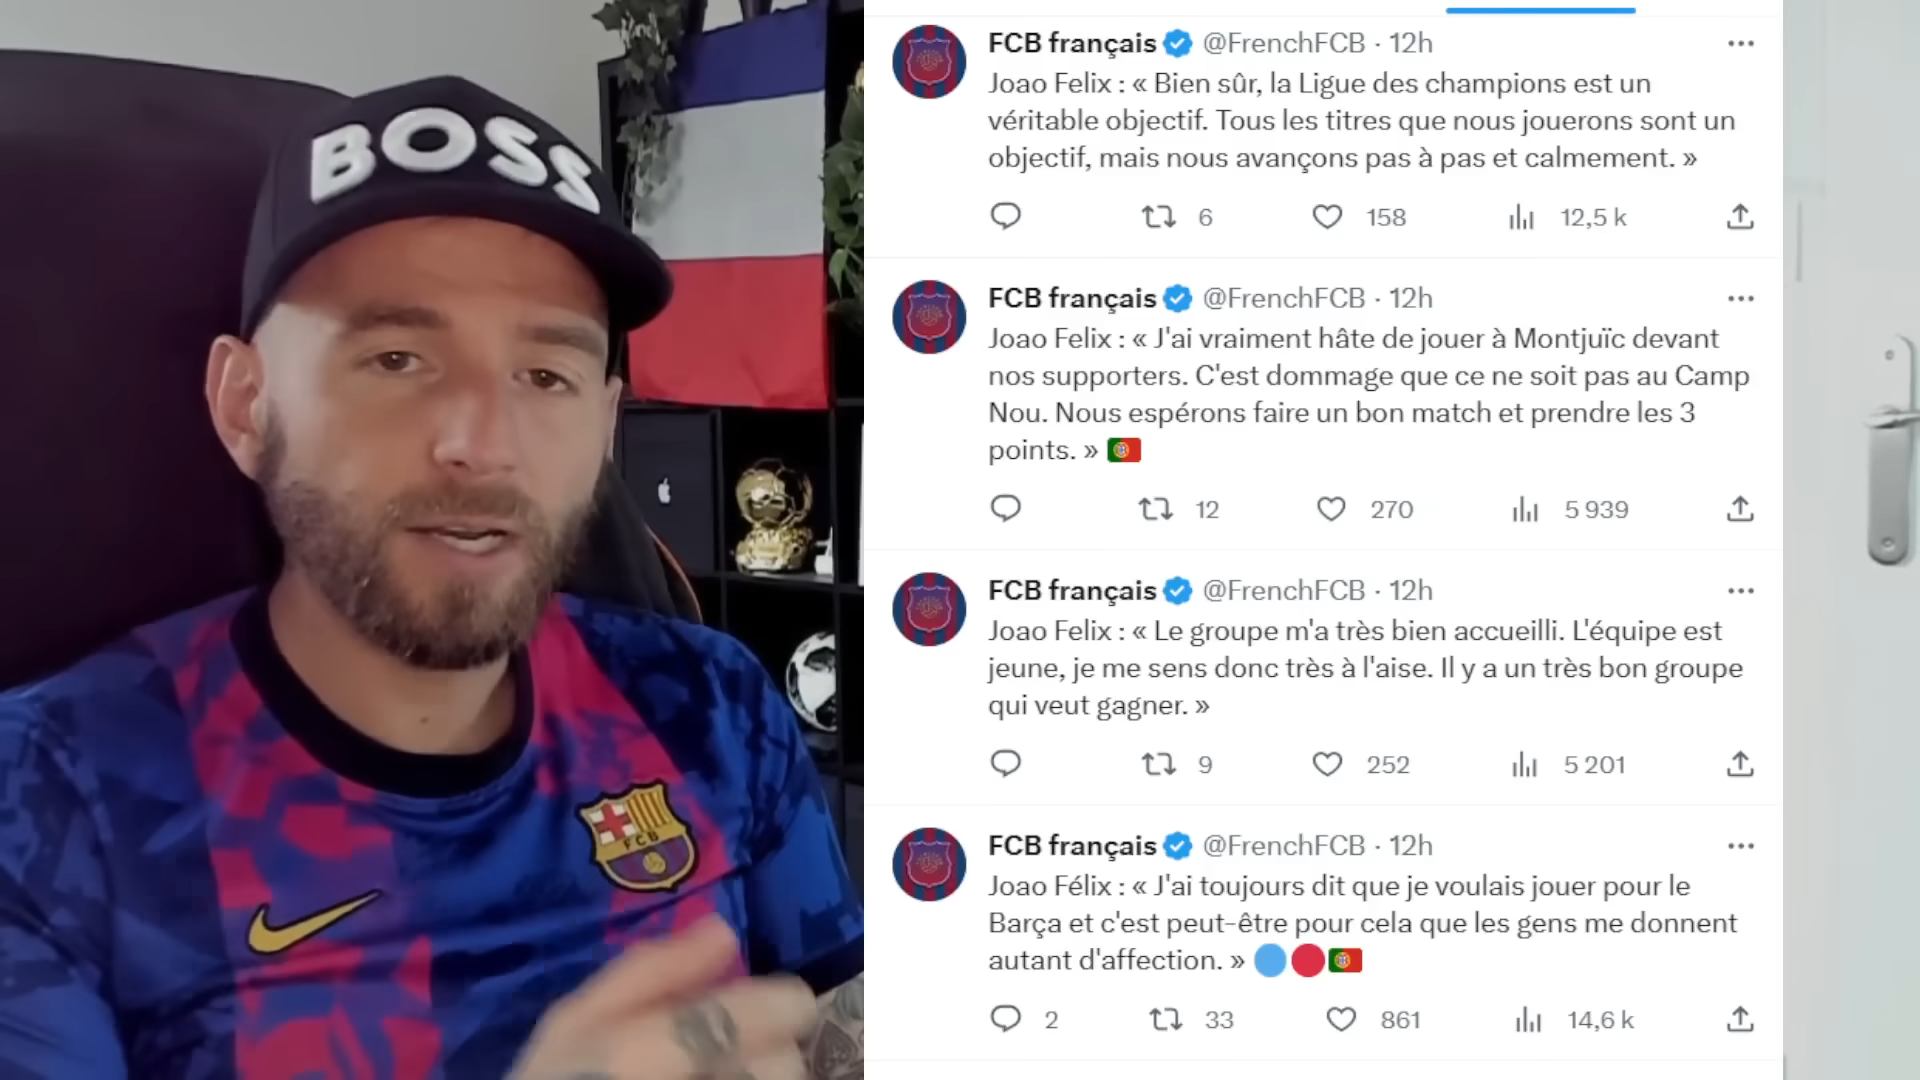 BOSS
FCB
FCB français @FrenchFCB · 12h
Joao Felix : « Bien sûr, la Ligue des champions est un
véritable objectif. Tous les titres que nous jouerons sont un
objectif, mais nous avançons pas à pas et calmement. »
6 158 12,5 k
FCB français @FrenchFCB · 12h
Joao Felix : « J'ai vraiment hâte de jouer à Montjuïc devant
nos supporters. C'est dommage que ce ne soit pas au Camp
Nou. Nous espérons faire un bon match et prendre les 3
points. » 🇵🇹
12 270 5 939
FCB français @FrenchFCB · 12h
Joao Felix : « Le groupe m'a très bien accueilli. L'équipe est
jeune, je me sens donc très à l'aise. Il y a un très bon groupe
qui veut gagner. »
9 252 5 201
FCB français @FrenchFCB · 12h
Joao Félix : « J'ai toujours dit que je voulais jouer pour le
Barça et c'est peut-être pour cela que les gens me donnent
autant d'affection. » 🔵🔴🇵🇹
2 33 861 14,6 k